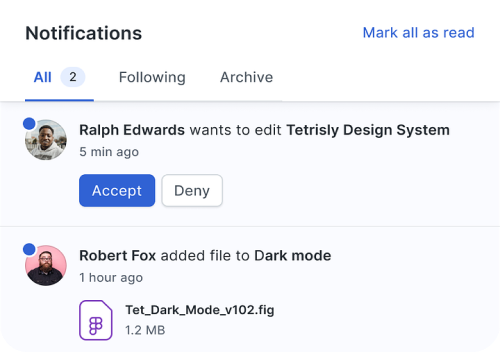 Notifications
Mark all as read
All 2 Following Archive
Ralph Edwards wants to edit Tetrisly Design System
5 min ago
Accept Deny
Robert Fox added file to Dark mode
1 hour ago
Tet_Dark_Mode_v102.fig
1.2 MB